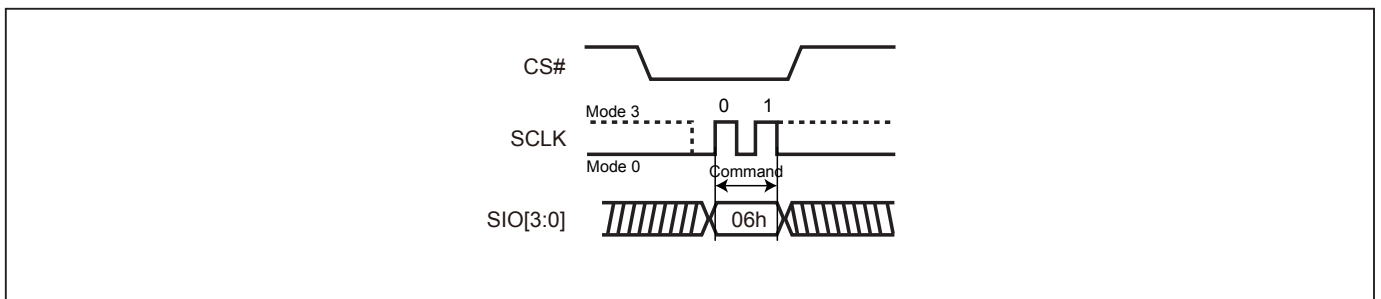 CS#
Mode 3 0 1
SCLK
Mode 0
Command
SIO[3:0] 06h